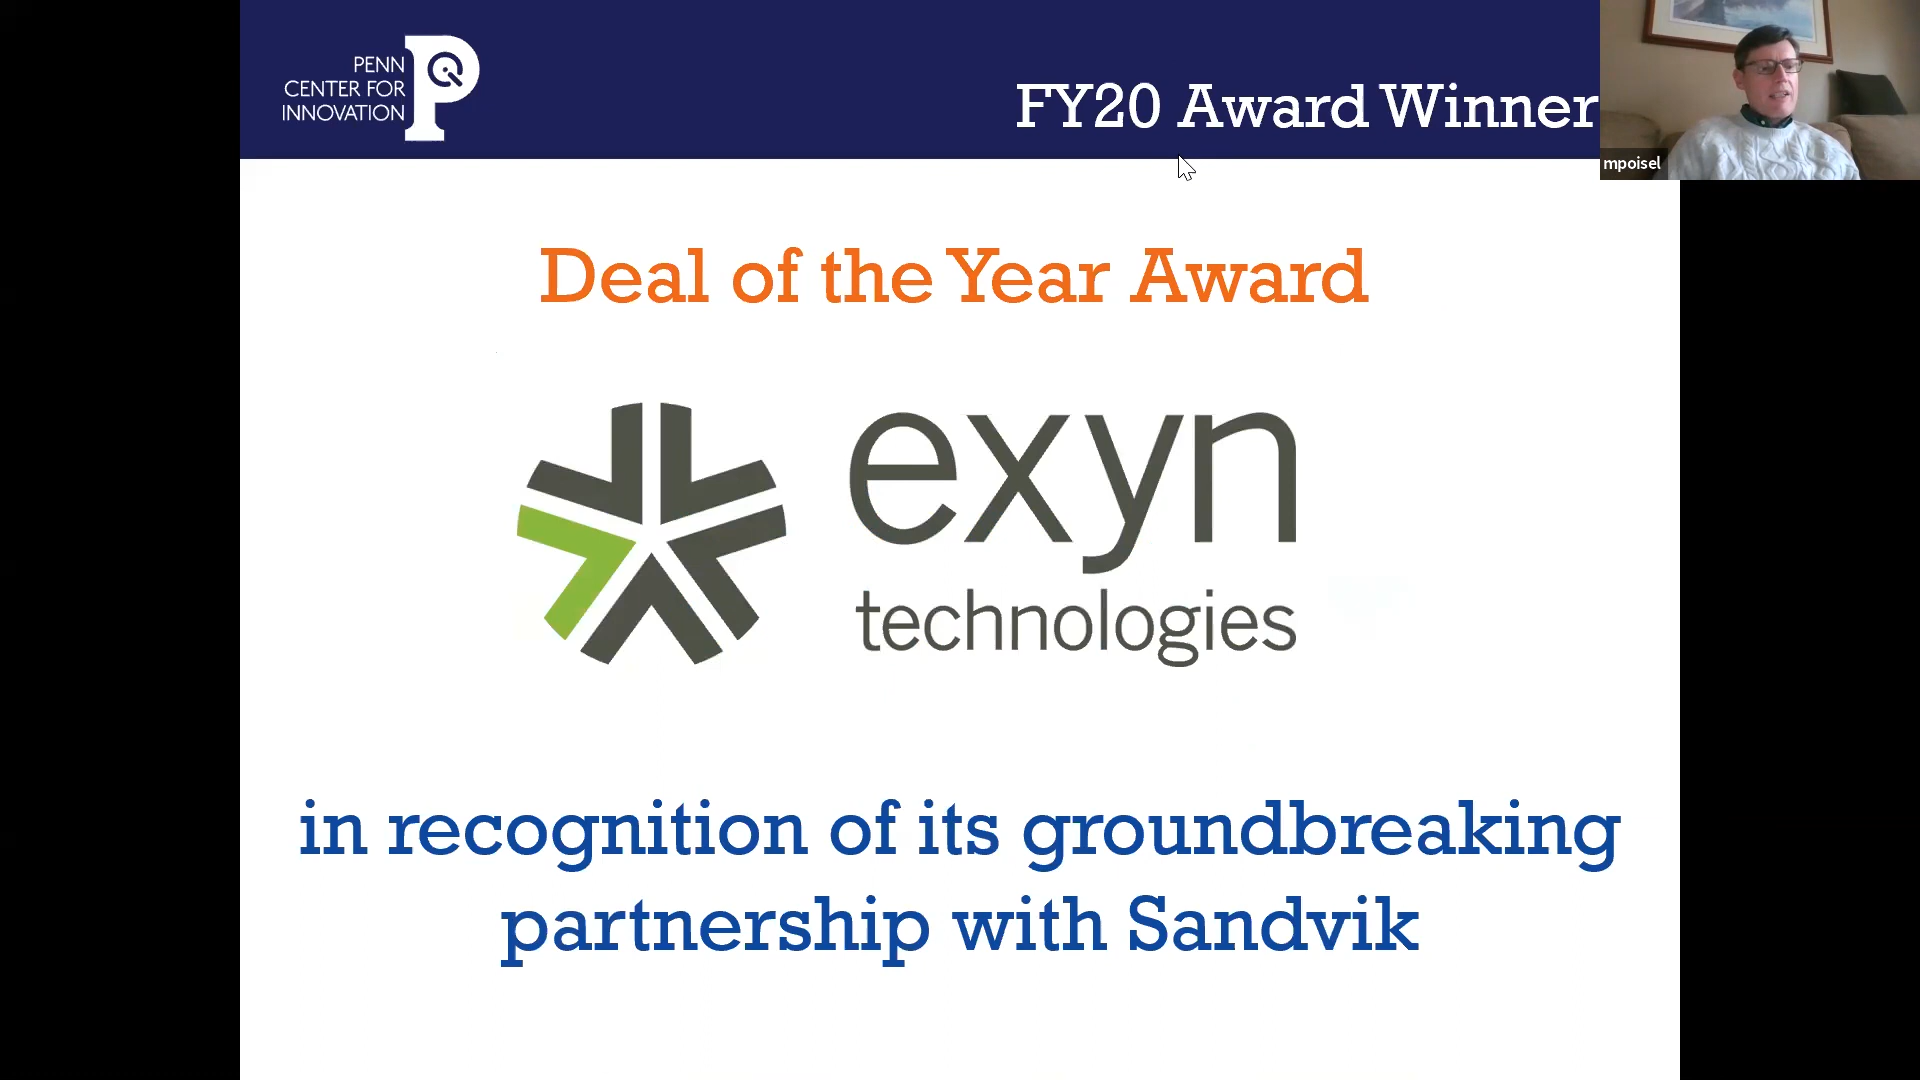 PENN
CENTER FOR
INNOVATION
FY20 Award Winner
mpoisel
Deal of the Year Award
exyn
technologies
in recognition of its groundbreaking
partnership with Sandvik